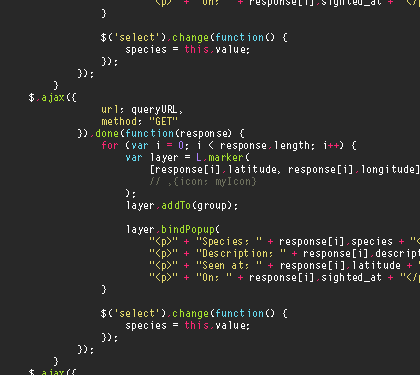 "<p>" + "On: " + response[i].sighted_at + "</
}
$('select').change(function() {
species = this.value;
});
});
}
$.ajax({
url: queryURL,
method: "GET"
}).done(function(response) {
for (var i = 0; i < response.length; i++) {
var layer = L.marker(
[response[i].latitude, response[i].longitude]
// ,{icon: myIcon}
);
layer.addTo(group);
layer.bindPopup(
"<p>" + "Species: " + response[i].species + "<
"<p>" + "Description: " + response[i].descript
"<p>" + "Seen at: " + response[i].latitude + "
"<p>" + "On: " + response[i].sighted_at + "</p
}
$('select').change(function() {
species = this.value;
});
});
}
$.ajax({